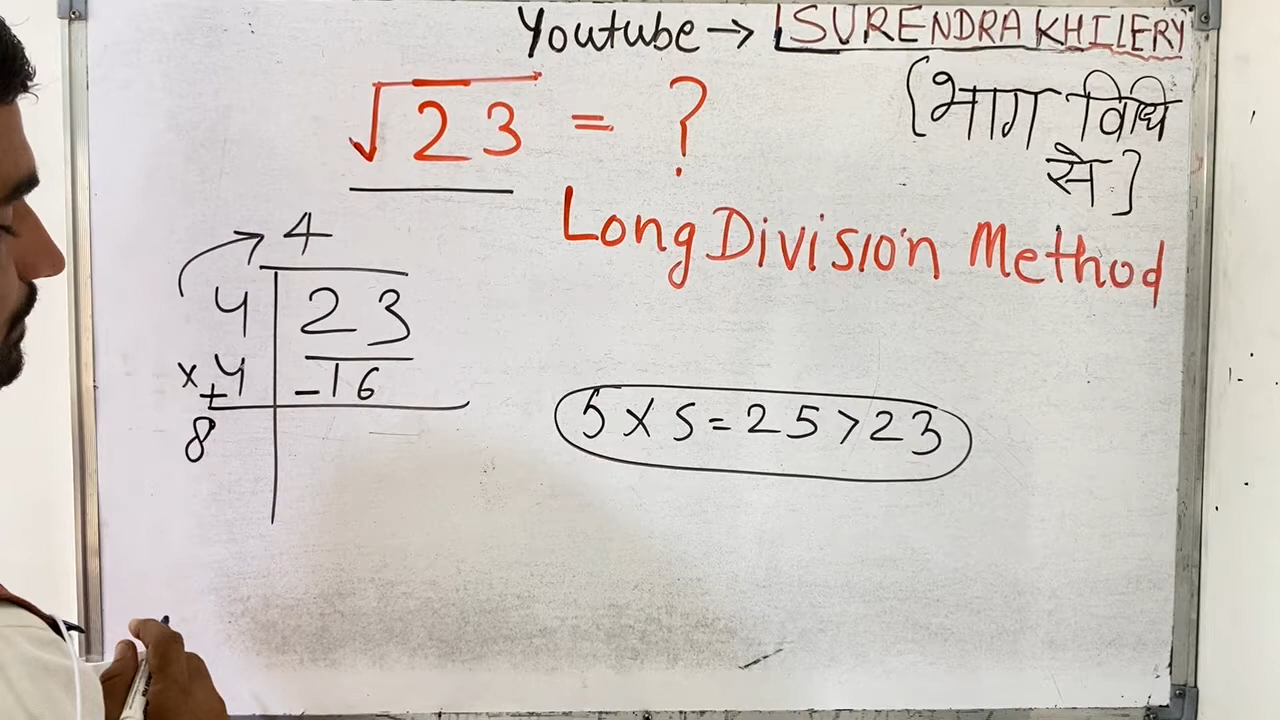 Youtube → SURENDRA KHILERY
√23 = ?
{भाग विधि
से]
Long Division Method
4
4 23
×4 -16
+
8
5×5=25>23